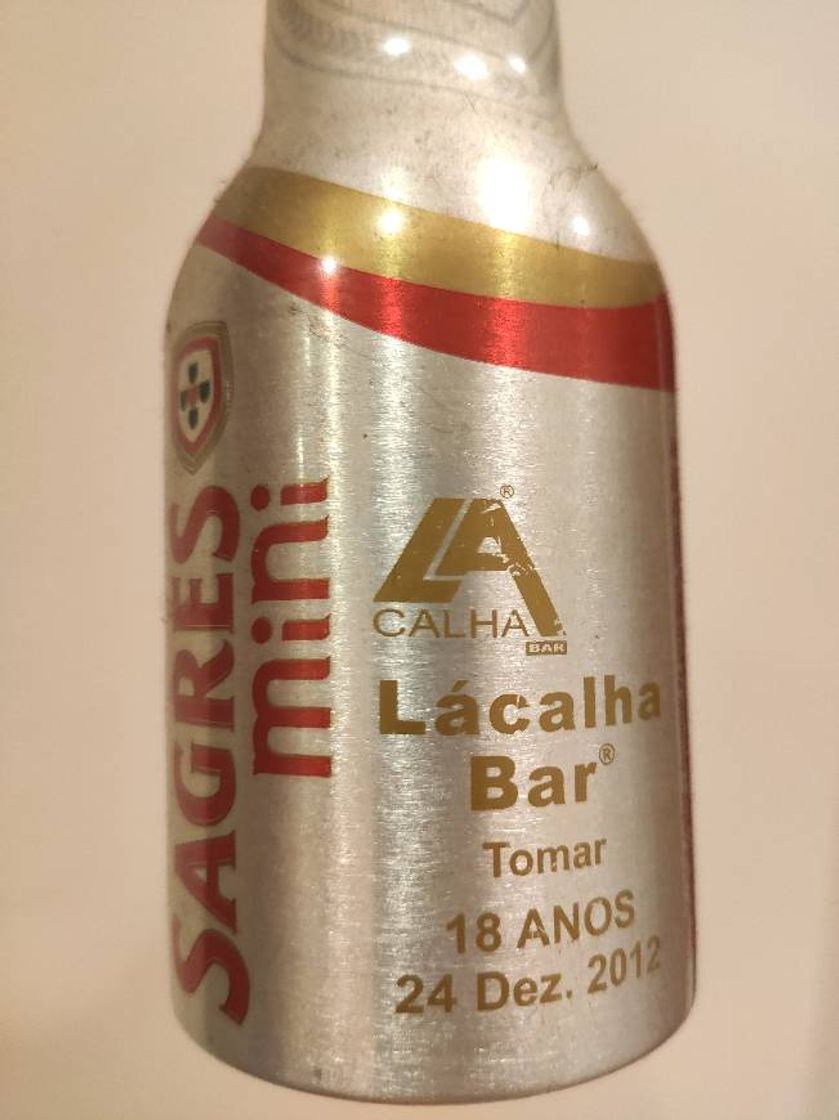 SAGRES
mini
LA®
CALHA
BAR
Lácalha
Bar®
Tomar
18 ANOS
24 Dez. 2012